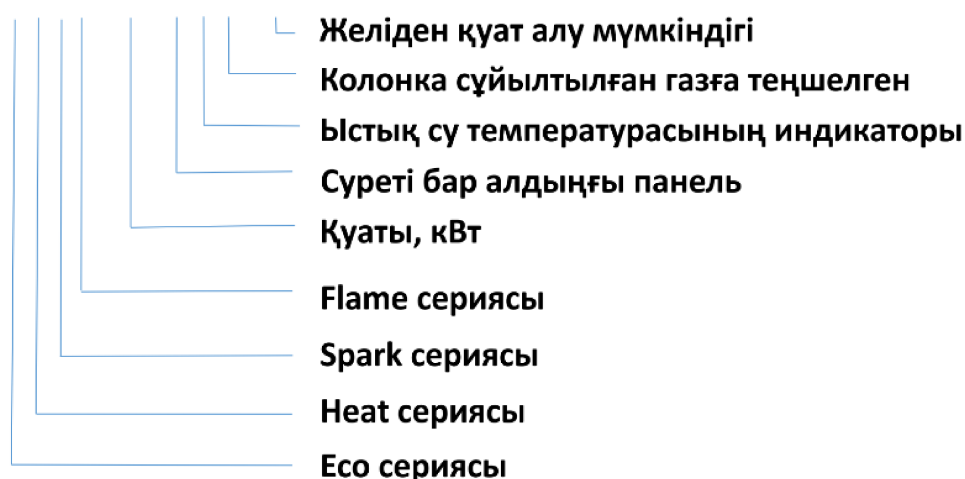 Желіден қуат алу мүмкіндігі
Колонка сұйылтылған газға теңшелген
Ыстық су температурасының индикаторы
Суреті бар алдыңғы панель
Қуаты, кВт
Flame сериясы
Spark сериясы
Heat сериясы
Eco сериясы